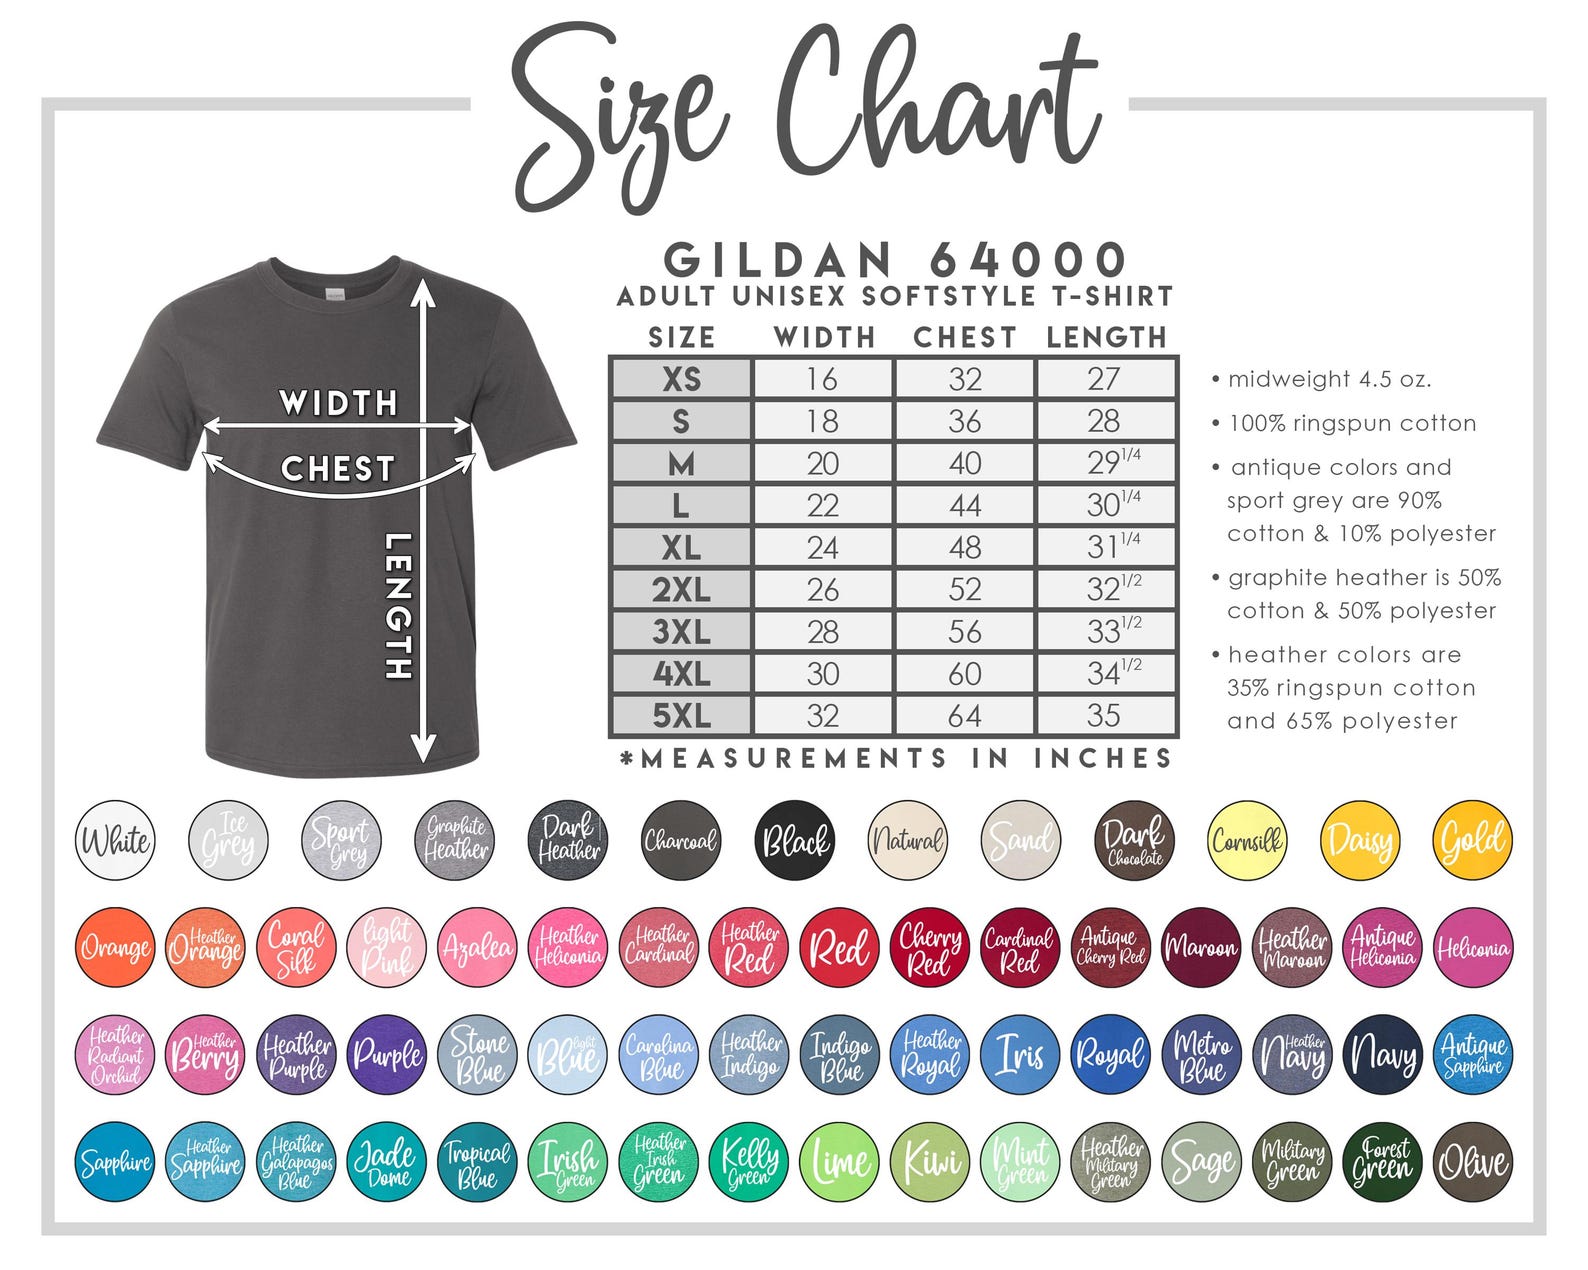 Size Chart
GILDAN 64000
ADULT UNISEX SOFTSTYLE T-SHIRT
SIZE WIDTH CHEST LENGTH
XS 16 32 27
S 18 36 28
M 20 40 29 1/4
L 22 44 30 1/4
XL 24 48 31 1/4
2XL 26 52 32 1/2
3XL 28 56 33 1/2
4XL 30 60 34 1/2
5XL 32 64 35
*MEASUREMENTS IN INCHES
WIDTH
CHEST
LENGTH
• midweight 4.5 oz.
• 100% ringspun cotton
• antique colors and
sport grey are 90%
cotton & 10% polyester
• graphite heather is 50%
cotton & 50% polyester
• heather colors are
35% ringspun cotton
and 65% polyester
White
Ice
Grey
Sport
Grey
Graphite
Heather
Dark
Heather
Charcoal
Black
Natural
Sand
Dark
Chocolate
Cornsilk
Daisy
Gold
Orange
Heather
Orange
Coral
Silk
light
Pink
Azalea
Heather
Heliconia
Heather
Cardinal
Heather
Red
Red
Cherry
Red
Cardinal
Red
Antique
Cherry Red
Maroon
Heather
Maroon
Antique
Heliconia
Heliconia
Heather
Radiant
Orchid
Heather
Berry
Heather
Purple
Purple
Stone
Blue
light
Blue
Carolina
Blue
Heather
Indigo
Indigo
Blue
Heather
Royal
Iris
Royal
Metro
Blue
Heather
Navy
Navy
Antique
Sapphire
Sapphire
Heather
Sapphire
Heather
Galapagos
Blue
Jade
Dome
Tropical
Blue
Irish
Green
Heather
Irish
Green
Kelly
Green
Lime
Kiwi
Mint
Green
Heather
Military
Green
Sage
Military
Green
Forest
Green
Olive